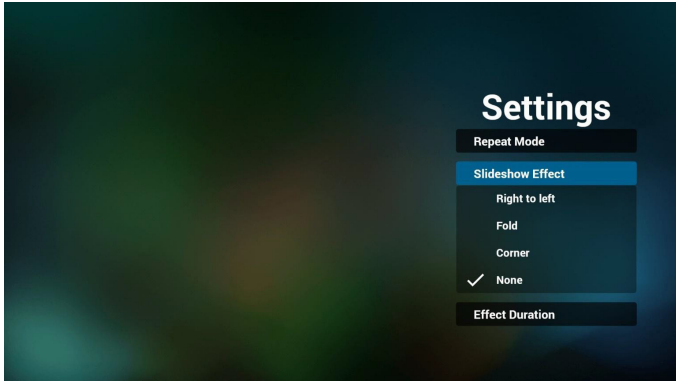 Settings
Repeat Mode
Slideshow Effect
Right to left
Fold
Corner
None
Effect Duration